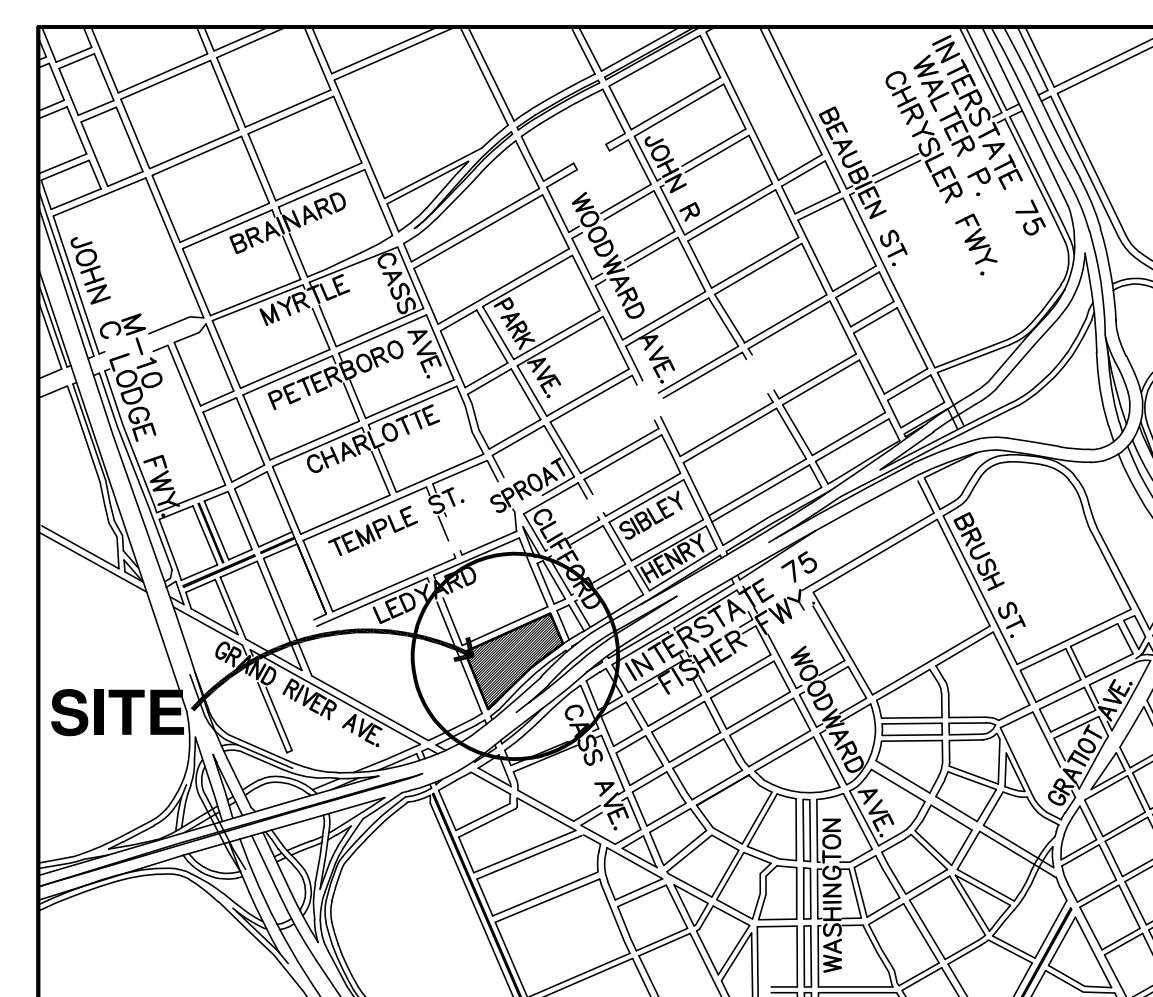 INTERSTATE 75
WALTER P.
CHRYSLER FWY.
BEAUBIEN ST.
JOHN R
WOODWARD AVE.
BRAINARD
CASS AVE.
MYRTLE
JOHN C LODGE FWY.
M-10
PARK AVE.
PETERBORO
CHARLOTTE
SPROAT
TEMPLE ST.
CLIFFORD
SIBLEY
HENRY
LEDYARD
BRUSH ST.
INTERSTATE 75
FISHER FWY
GRAND RIVER AVE.
SITE
WOODWARD AVE.
CASS AVE.
GRATIOT AVE.
WASHINGTON